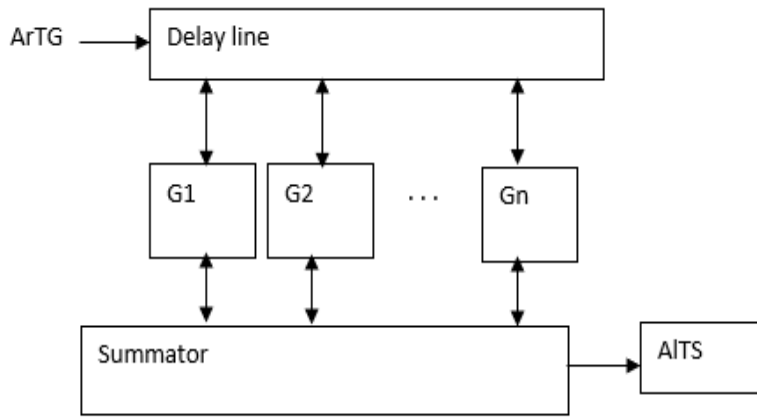 ArTG
Delay line
G1
G2
...
Gn
Summator
AlTS